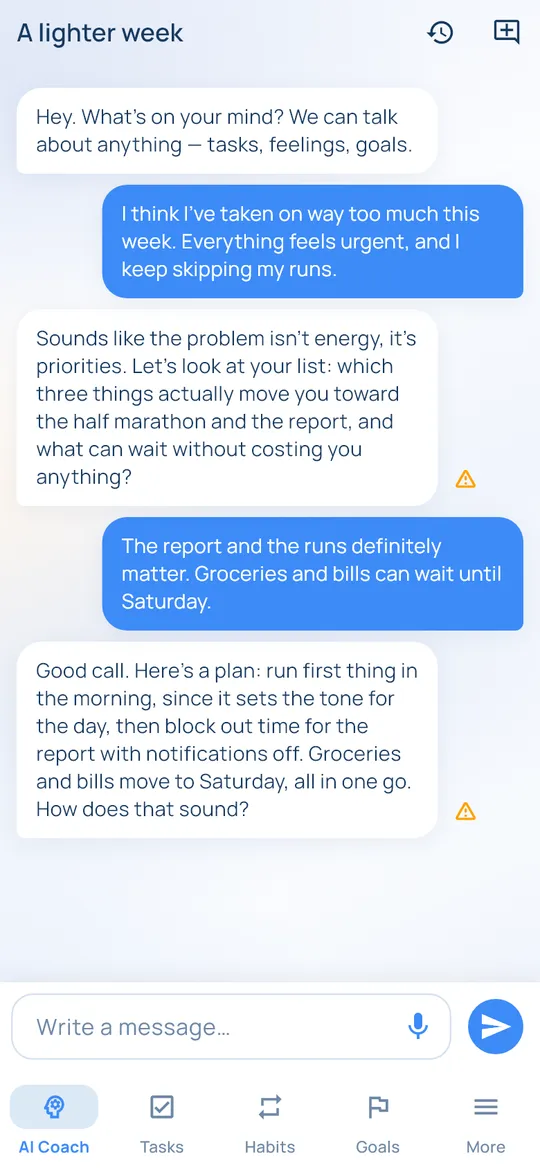 A lighter week
Hey. What's on your mind? We can talk
about anything — tasks, feelings, goals.
I think I've taken on way too much this
week. Everything feels urgent, and I
keep skipping my runs.
Sounds like the problem isn't energy, it's
priorities. Let's look at your list: which
three things actually move you toward
the half marathon and the report, and
what can wait without costing you
anything?
The report and the runs definitely
matter. Groceries and bills can wait until
Saturday.
Good call. Here's a plan: run first thing in
the morning, since it sets the tone for
the day, then block out time for the
report with notifications off. Groceries
and bills move to Saturday, all in one go.
How does that sound?
Write a message…
AI Coach
Tasks
Habits
Goals
More